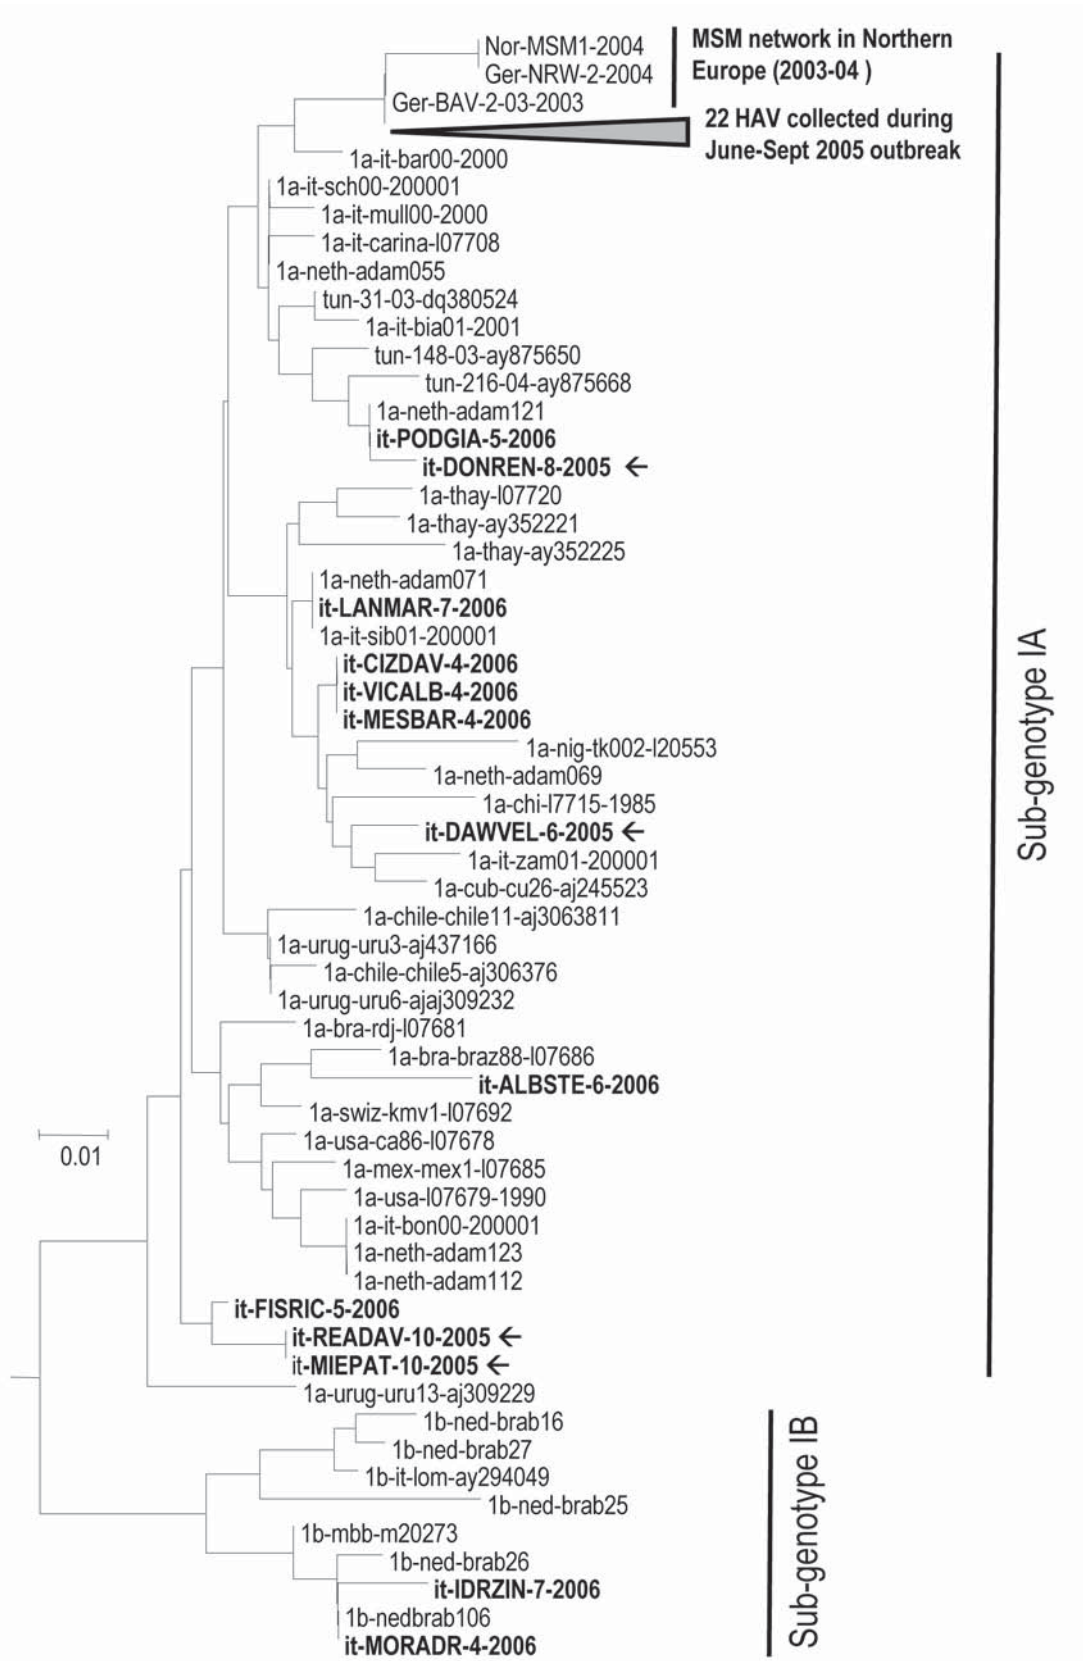 Nor-MSM1-2004
Ger-NRW-2-2004
Ger-BAV-2-03-2003
MSM network in Northern
Europe (2003-04 )
22 HAV collected during
June-Sept 2005 outbreak
1a-it-bar00-2000
1a-it-sch00-200001
1a-it-mull00-2000
1a-it-carina-l07708
1a-neth-adam055
tun-31-03-dq380524
1a-it-bia01-2001
tun-148-03-ay875650
tun-216-04-ay875668
1a-neth-adam121
it-PODGIA-5-2006
it-DONREN-8-2005 ←
1a-thay-l07720
1a-thay-ay352221
1a-thay-ay352225
1a-neth-adam071
it-LANMAR-7-2006
1a-it-sib01-200001
it-CIZDAV-4-2006
it-VICALB-4-2006
it-MESBAR-4-2006
1a-nig-tk002-l20553
1a-neth-adam069
1a-chi-l7715-1985
it-DAWVEL-6-2005 ←
1a-it-zam01-200001
1a-cub-cu26-aj245523
1a-chile-chile11-aj3063811
1a-urug-uru3-aj437166
1a-chile-chile5-aj306376
1a-urug-uru6-ajaj309232
1a-bra-rdj-l07681
1a-bra-braz88-l07686
it-ALBSTE-6-2006
1a-swiz-kmv1-l07692
1a-usa-ca86-l07678
1a-mex-mex1-l07685
1a-usa-l07679-1990
1a-it-bon00-200001
1a-neth-adam123
1a-neth-adam112
it-FISRIC-5-2006
it-READAV-10-2005 ←
it-MIEPAT-10-2005 ←
1a-urug-uru13-aj309229
Sub-genotype IA
0.01
1b-ned-brab16
1b-ned-brab27
1b-it-lom-ay294049
1b-ned-brab25
1b-mbb-m20273
1b-ned-brab26
it-IDRZIN-7-2006
1b-nedbrab106
it-MORADR-4-2006
Sub-genotype IB